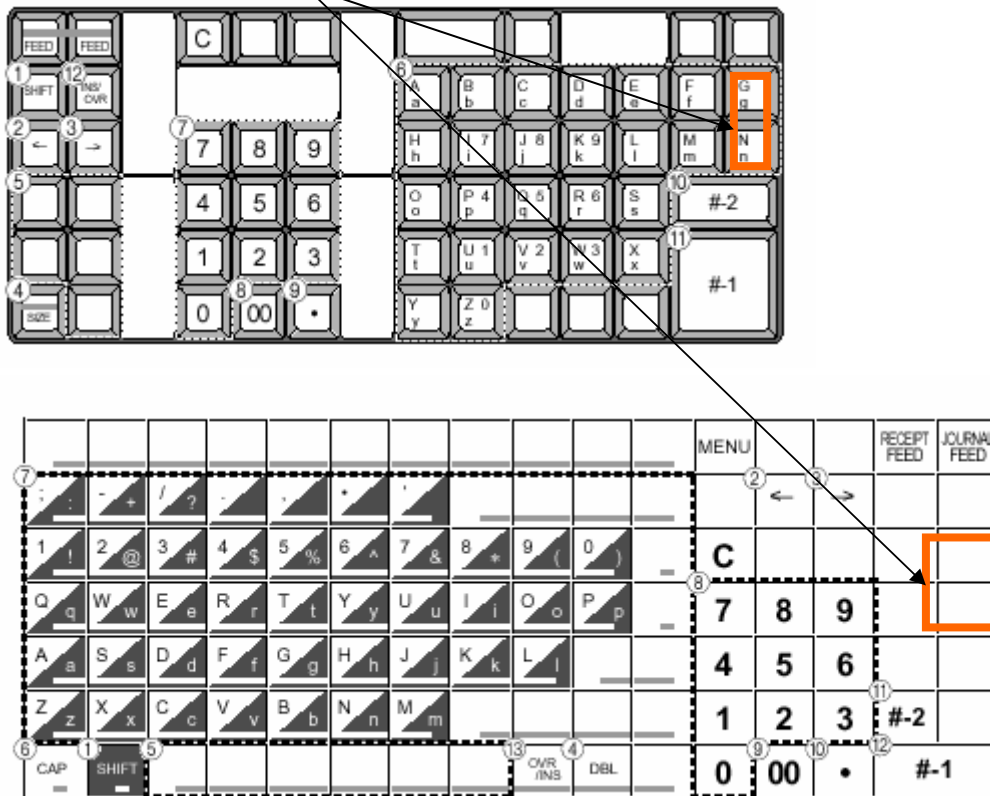 FEED FEED C
① SHIFT ⑫ INS/OVR ⑥ A a B b C c D d E e F f G g
② ← ③ → ⑦ 7 8 9 H h I 7 i J 8 j K 9 k L l M m N n
⑤ 4 5 6 O o P 4 p Q 5 q R 6 r S s ⑩ #-2
1 2 3 T t U 1 u V 2 v W 3 w X x ⑪ #-1
④ SIZE 0 ⑧ 00 ⑨ • Y y Z 0 z
MENU RECEIPT FEED JOURNAL FEED
⑦ ; : - + / ? . , • ' ② ← ③ →
1 ! 2 @ 3 # 4 $ 5 % 6 ^ 7 & 8 * 9 ( 0 ) C
Q q W w E e R r T t Y y U u I i O o P p ⑧ 7 8 9
A a S s D d F f G g H h J j K k L l 4 5 6
Z z X x C c V v B b N n M m 1 2 3 ⑪ #-2
⑥ CAP ① SHIFT ⑤ ⑬ OVR/INS ④ DBL 0 ⑨ 00 ⑩ • ⑫ #-1